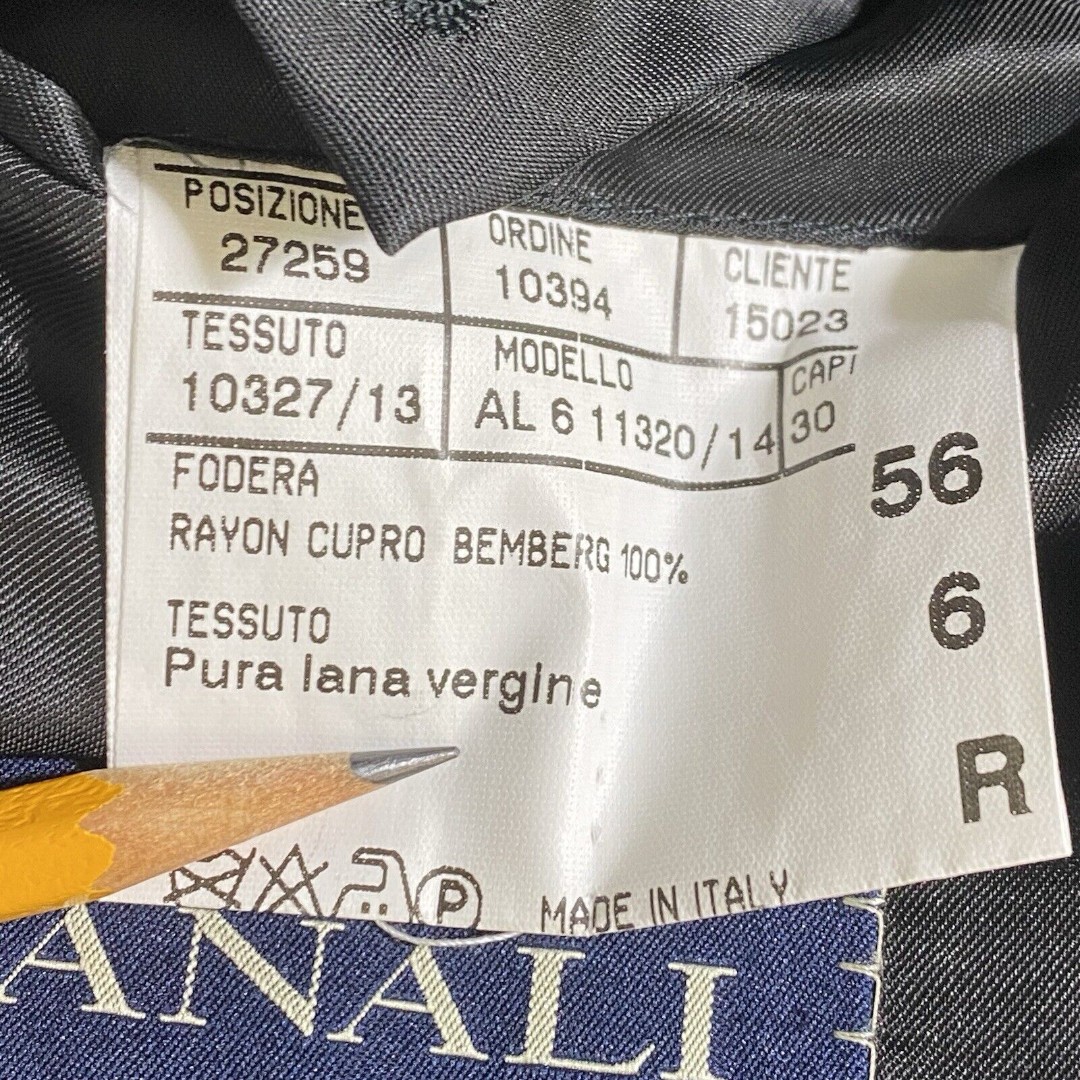 POSIZIONE
27259
ORDINE
10394
CLIENTE
15023
TESSUTO
10327/13
MODELLO
AL 6 11320/14
CAPI
30
FODERA
RAYON CUPRO BEMBERG 100%
TESSUTO
Pura lana vergine
56
6
R
P
MADE IN ITALY
ANALI